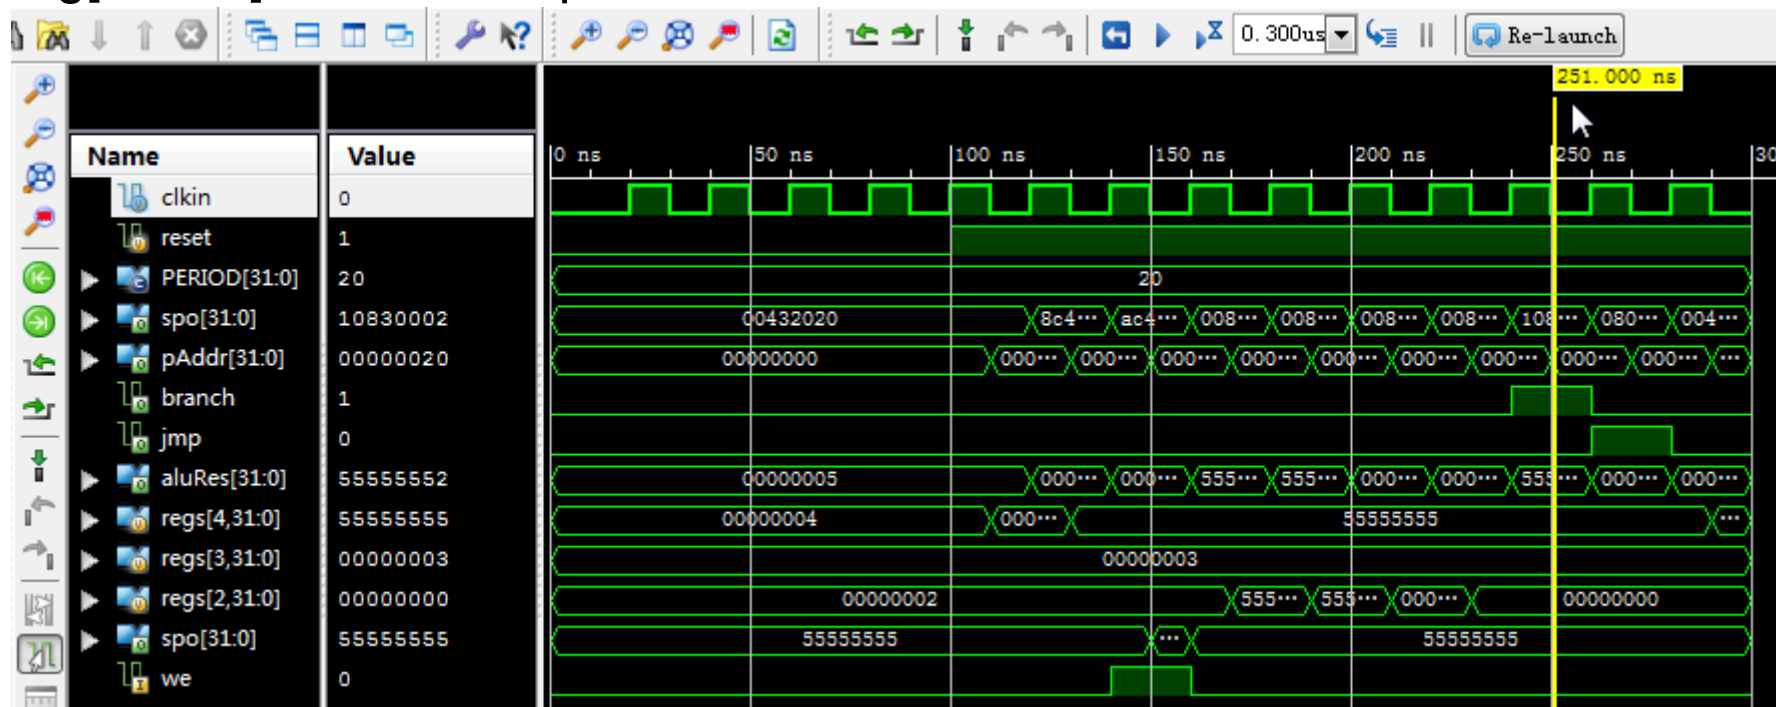 0.300us Re-launch
251.000 ns
Name Value 0 ns 50 ns 100 ns 150 ns 200 ns 250 ns 30
clkin 0
reset 1
PERIOD[31:0] 20 20
spo[31:0] 10830002 00432020 8c4··· ac4··· 008··· 008··· 008··· 008··· 108··· 080··· 004···
pAddr[31:0] 00000020 00000000 000··· 000··· 000··· 000··· 000··· 000··· 000··· 000··· 000··· ···
branch 1
jmp 0
aluRes[31:0] 55555552 00000005 000··· 000··· 555··· 555··· 000··· 000··· 555··· 000··· 000···
regs[4,31:0] 55555555 00000004 000··· 55555555 ···
regs[3,31:0] 00000003 00000003
regs[2,31:0] 00000000 00000002 555··· 555··· 000··· 00000000
spo[31:0] 55555555 55555555 ··· 55555555
we 0